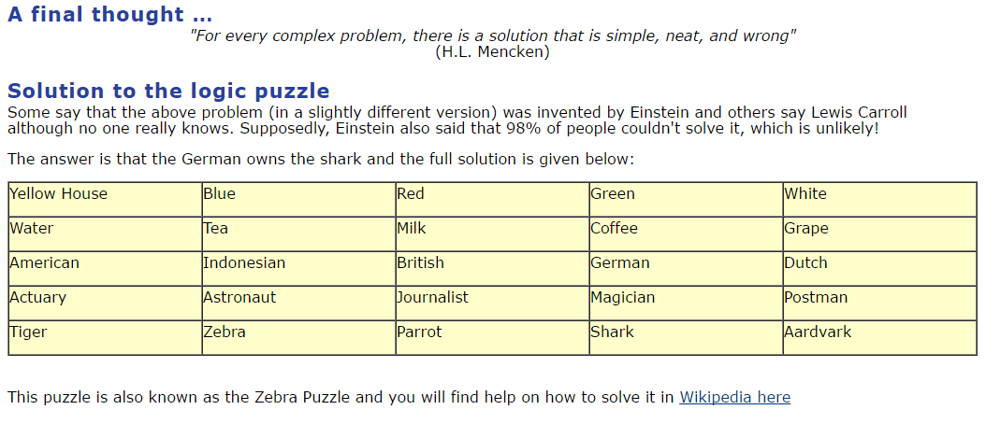 A final thought ...
"For every complex problem, there is a solution that is simple, neat, and wrong"
(H.L. Mencken)
Solution to the logic puzzle
Some say that the above problem (in a slightly different version) was invented by Einstein and others say Lewis Carroll
although no one really knows. Supposedly, Einstein also said that 98% of people couldn't solve it, which is unlikely!
The answer is that the German owns the shark and the full solution is given below:
Yellow House Blue Red Green White
Water Tea Milk Coffee Grape
American Indonesian British German Dutch
Actuary Astronaut Journalist Magician Postman
Tiger Zebra Parrot Shark Aardvark
This puzzle is also known as the Zebra Puzzle and you will find help on how to solve it in Wikipedia here